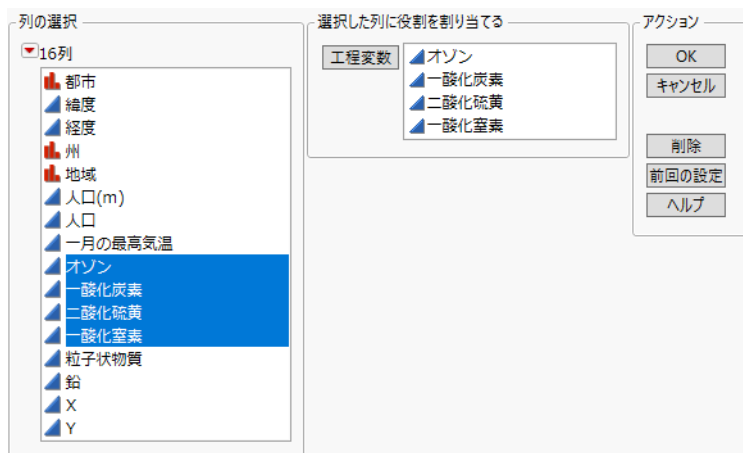 列の選択
16列
都市
緯度
経度
州
地域
人口(m)
人口
一月の最高気温
オゾン
一酸化炭素
二酸化硫黄
一酸化窒素
粒子状物質
鉛
X
Y
選択した列に役割を割り当てる
工程変数
オゾン
一酸化炭素
二酸化硫黄
一酸化窒素
アクション
OK
キャンセル
削除
前回の設定
ヘルプ